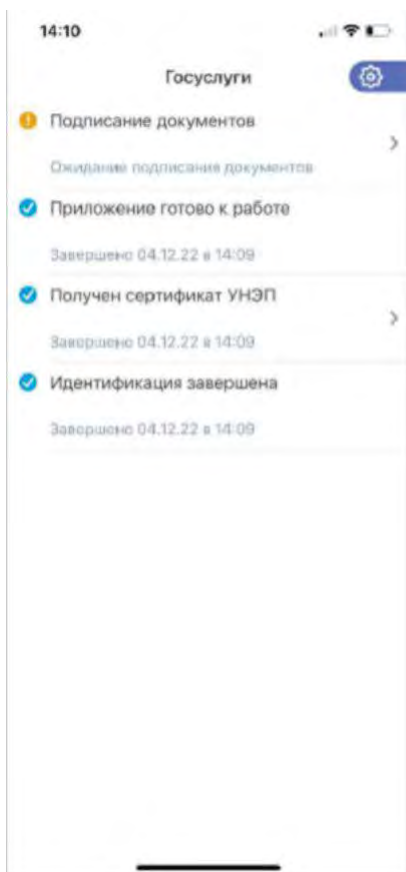 14:10
Госуслуги
Подписание документов
Ожидание подписания документов
Приложение готово к работе
Завершено 04.12.22 в 14:09
Получен сертификат УНЭП
Завершено 04.12.22 в 14:09
Идентификация завершена
Завершено 04.12.22 в 14:09